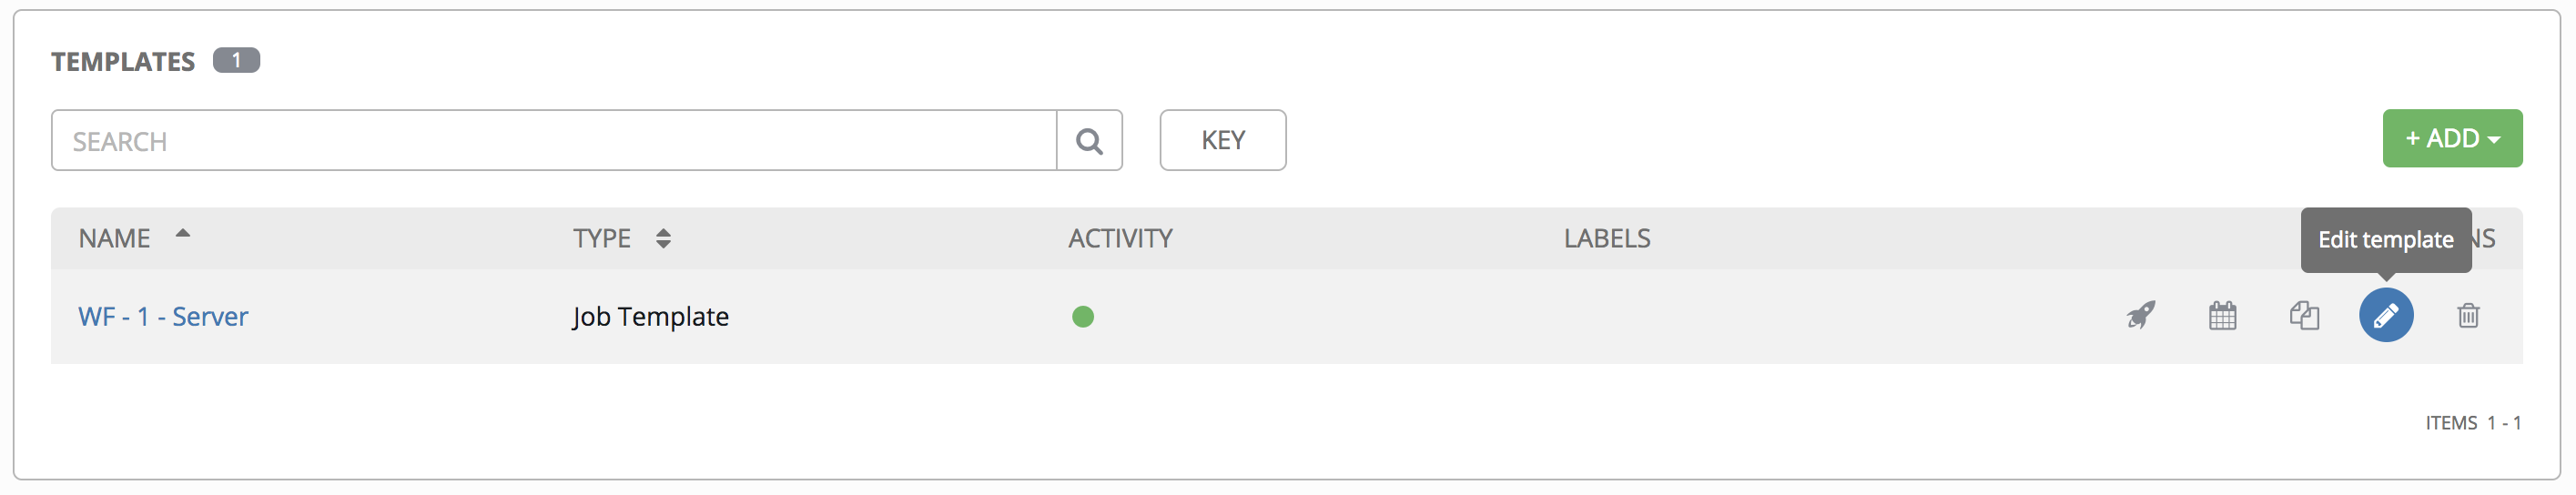 TEMPLATES 1
SEARCH
KEY
+ ADD
NAME TYPE ACTIVITY LABELS NS
Edit template
WF - 1 - Server Job Template
ITEMS 1 - 1